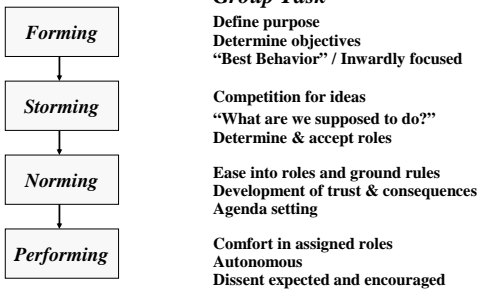 Group Task
Forming
Define purpose
Determine objectives
“Best Behavior” / Inwardly focused
Storming
Competition for ideas
“What are we supposed to do?”
Determine & accept roles
Norming
Ease into roles and ground rules
Development of trust & consequences
Agenda setting
Performing
Comfort in assigned roles
Autonomous
Dissent expected and encouraged